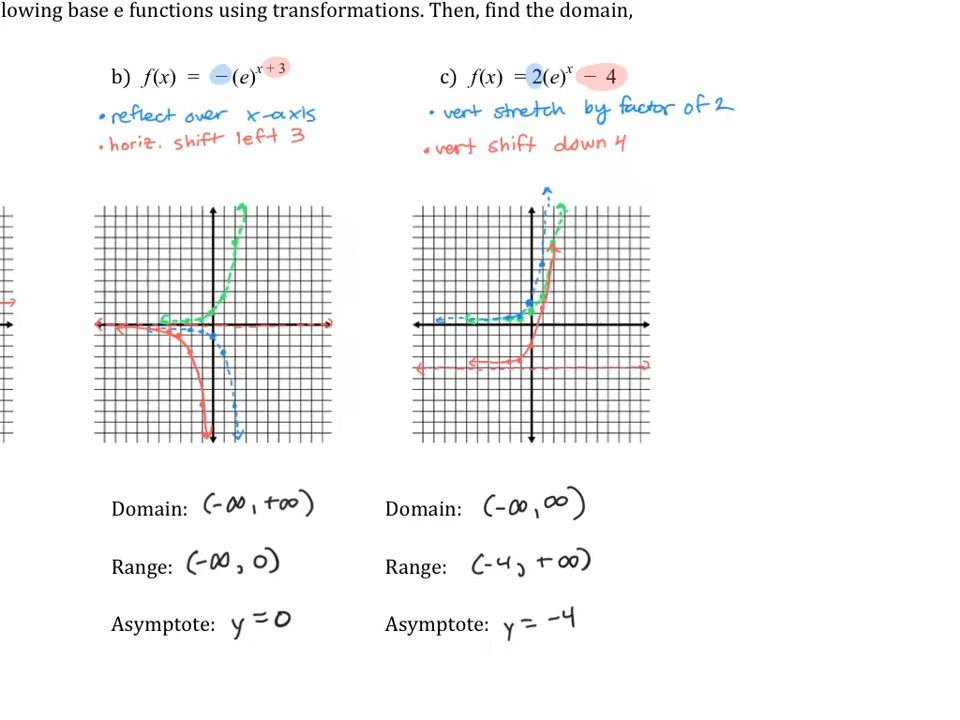 lowing base e functions using transformations. Then, find the domain,
b) f(x) = −(e)^{x + 3}
• reflect over x-axis
• horiz. shift left 3
Domain: (-∞, +∞)
Range: (-∞, 0)
Asymptote: y = 0
c) f(x) = 2(e)^x − 4
• vert stretch by factor of 2
• vert shift down 4
Domain: (-∞, ∞)
Range: (-4, +∞)
Asymptote: y = -4